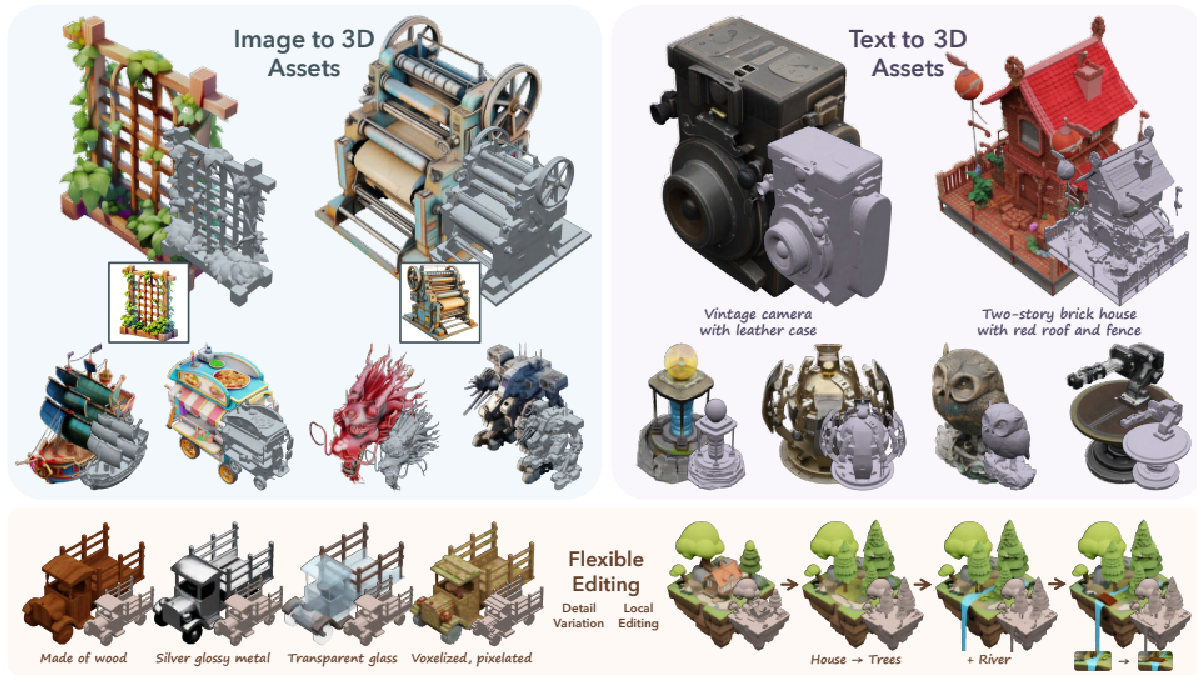 Image to 3D
Assets
Text to 3D
Assets
Vintage camera
with leather case
Two-story brick house
with red roof and fence
Flexible
Editing
Detail
Variation
Local
Editing
Made of wood
Silver glossy metal
Transparent glass
Voxelized, pixelated
House → Trees
+ River
→